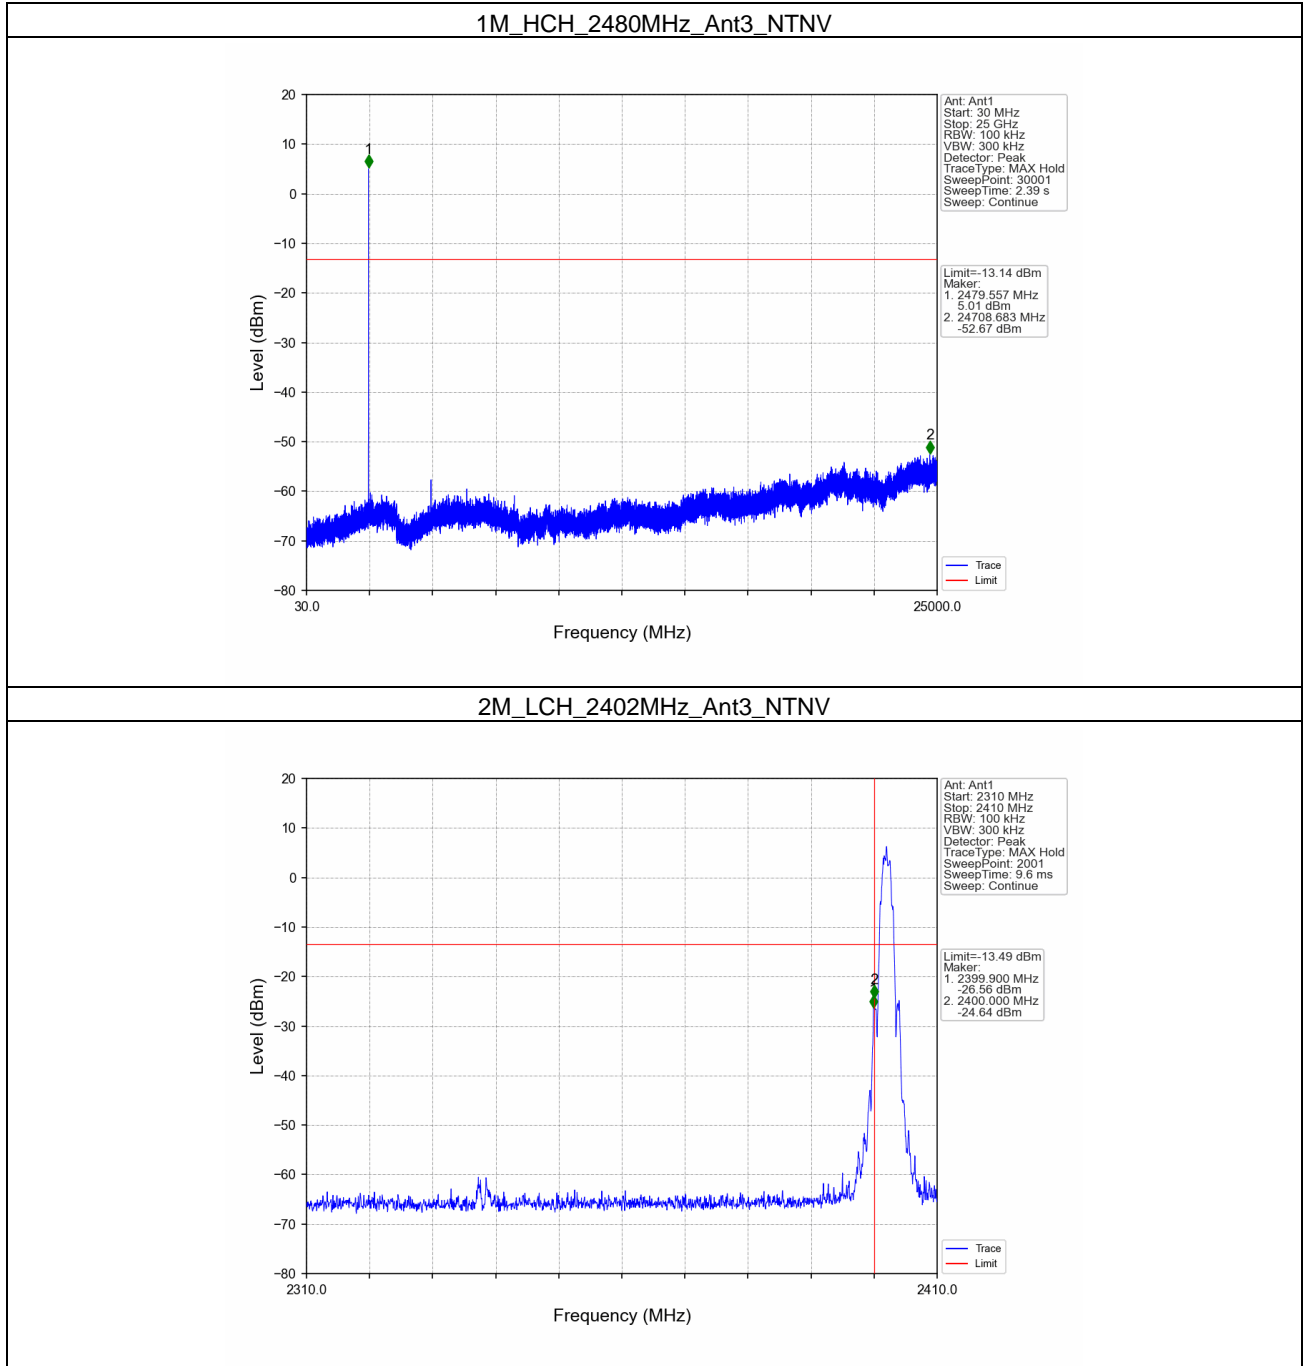 1M_HCH_2480MHz_Ant3_NTNV
20
10
0
−10
−20
−30
−40
−50
−60
−70
−80
Level (dBm)
1
2
30.0
25000.0
Frequency (MHz)
Ant: Ant1
Start: 30 MHz
Stop: 25 GHz
RBW: 100 kHz
VBW: 300 kHz
Detector: Peak
TraceType: MAX Hold
SweepPoint: 30001
SweepTime: 2.39 s
Sweep: Continue
Limit=-13.14 dBm
Maker:
1. 2479.557 MHz
5.01 dBm
2. 24708.683 MHz
-52.67 dBm
Trace
Limit
2M_LCH_2402MHz_Ant3_NTNV
20
10
0
−10
−20
−30
−40
−50
−60
−70
−80
Level (dBm)
2
2310.0
2410.0
Frequency (MHz)
Ant: Ant1
Start: 2310 MHz
Stop: 2410 MHz
RBW: 100 kHz
VBW: 300 kHz
Detector: Peak
TraceType: MAX Hold
SweepPoint: 2001
SweepTime: 9.6 ms
Sweep: Continue
Limit=-13.49 dBm
Maker:
1. 2399.900 MHz
-26.56 dBm
2. 2400.000 MHz
-24.64 dBm
Trace
Limit